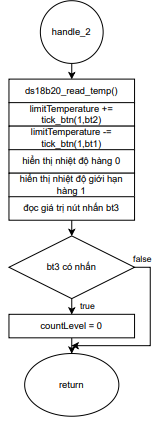 handle_2
ds18b20_read_temp()
limitTemperature +=
tick_btn(1,bt2)
limitTemperature -=
tick_btn(1,bt1)
hiển thị nhiệt độ hàng 0
hiển thị nhiệt độ giới hạn
hàng 1
đọc giá trị nút nhấn bt3
bt3 có nhấn
false
true
countLevel = 0
return